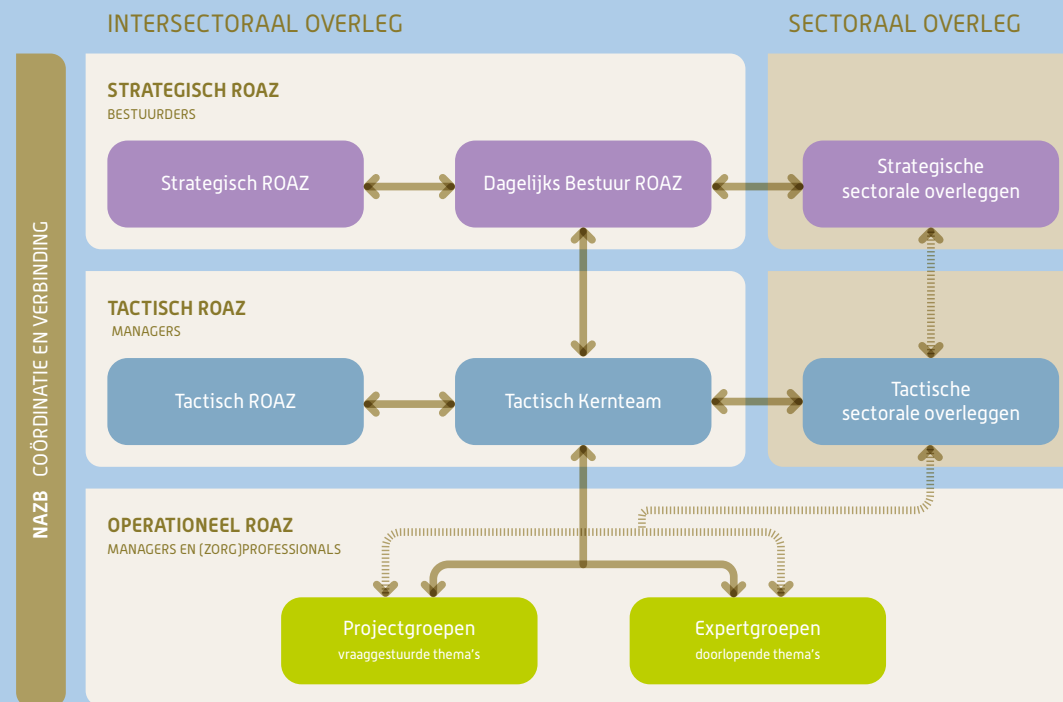 INTERSECTORAAL OVERLEG
SECTORAAL OVERLEG
NAZB COÖRDINATIE EN VERBINDING
STRATEGISCH ROAZ
BESTUURDERS
Strategisch ROAZ
Dagelijks Bestuur ROAZ
Strategische
sectorale overleggen
TACTISCH ROAZ
MANAGERS
Tactisch ROAZ
Tactisch Kernteam
Tactische
sectorale overleggen
OPERATIONEEL ROAZ
MANAGERS EN (ZORG)PROFESSIONALS
Projectgroepen
vraaggestuurde thema's
Expertgroepen
doorlopende thema's